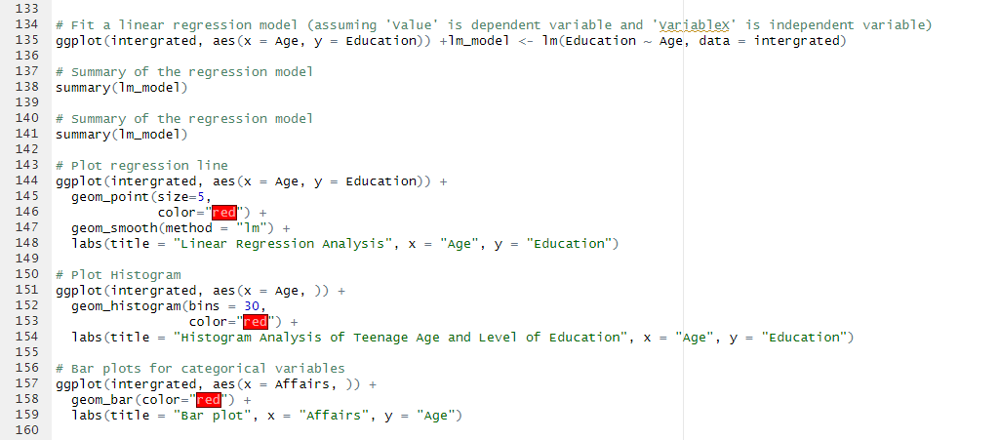 133
134 # Fit a linear regression model (assuming 'Value' is dependent variable and 'VariableX' is independent variable)
135 ggplot(intergrated, aes(x = Age, y = Education)) +lm_model <- lm(Education ~ Age, data = intergrated)
136
137 # Summary of the regression model
138 summary(lm_model)
139
140 # Summary of the regression model
141 summary(lm_model)
142
143 # Plot regression line
144 ggplot(intergrated, aes(x = Age, y = Education)) +
145   geom_point(size=5,
146              color="red") +
147   geom_smooth(method = "lm") +
148   labs(title = "Linear Regression Analysis", x = "Age", y = "Education")
149
150 # Plot Histogram
151 ggplot(intergrated, aes(x = Age, )) +
152   geom_histogram(bins = 30,
153                  color="red") +
154   labs(title = "Histogram Analysis of Teenage Age and Level of Education", x = "Age", y = "Education")
155
156 # Bar plots for categorical variables
157 ggplot(intergrated, aes(x = Affairs, )) +
158   geom_bar(color="red") +
159   labs(title = "Bar plot", x = "Affairs", y = "Age")
160